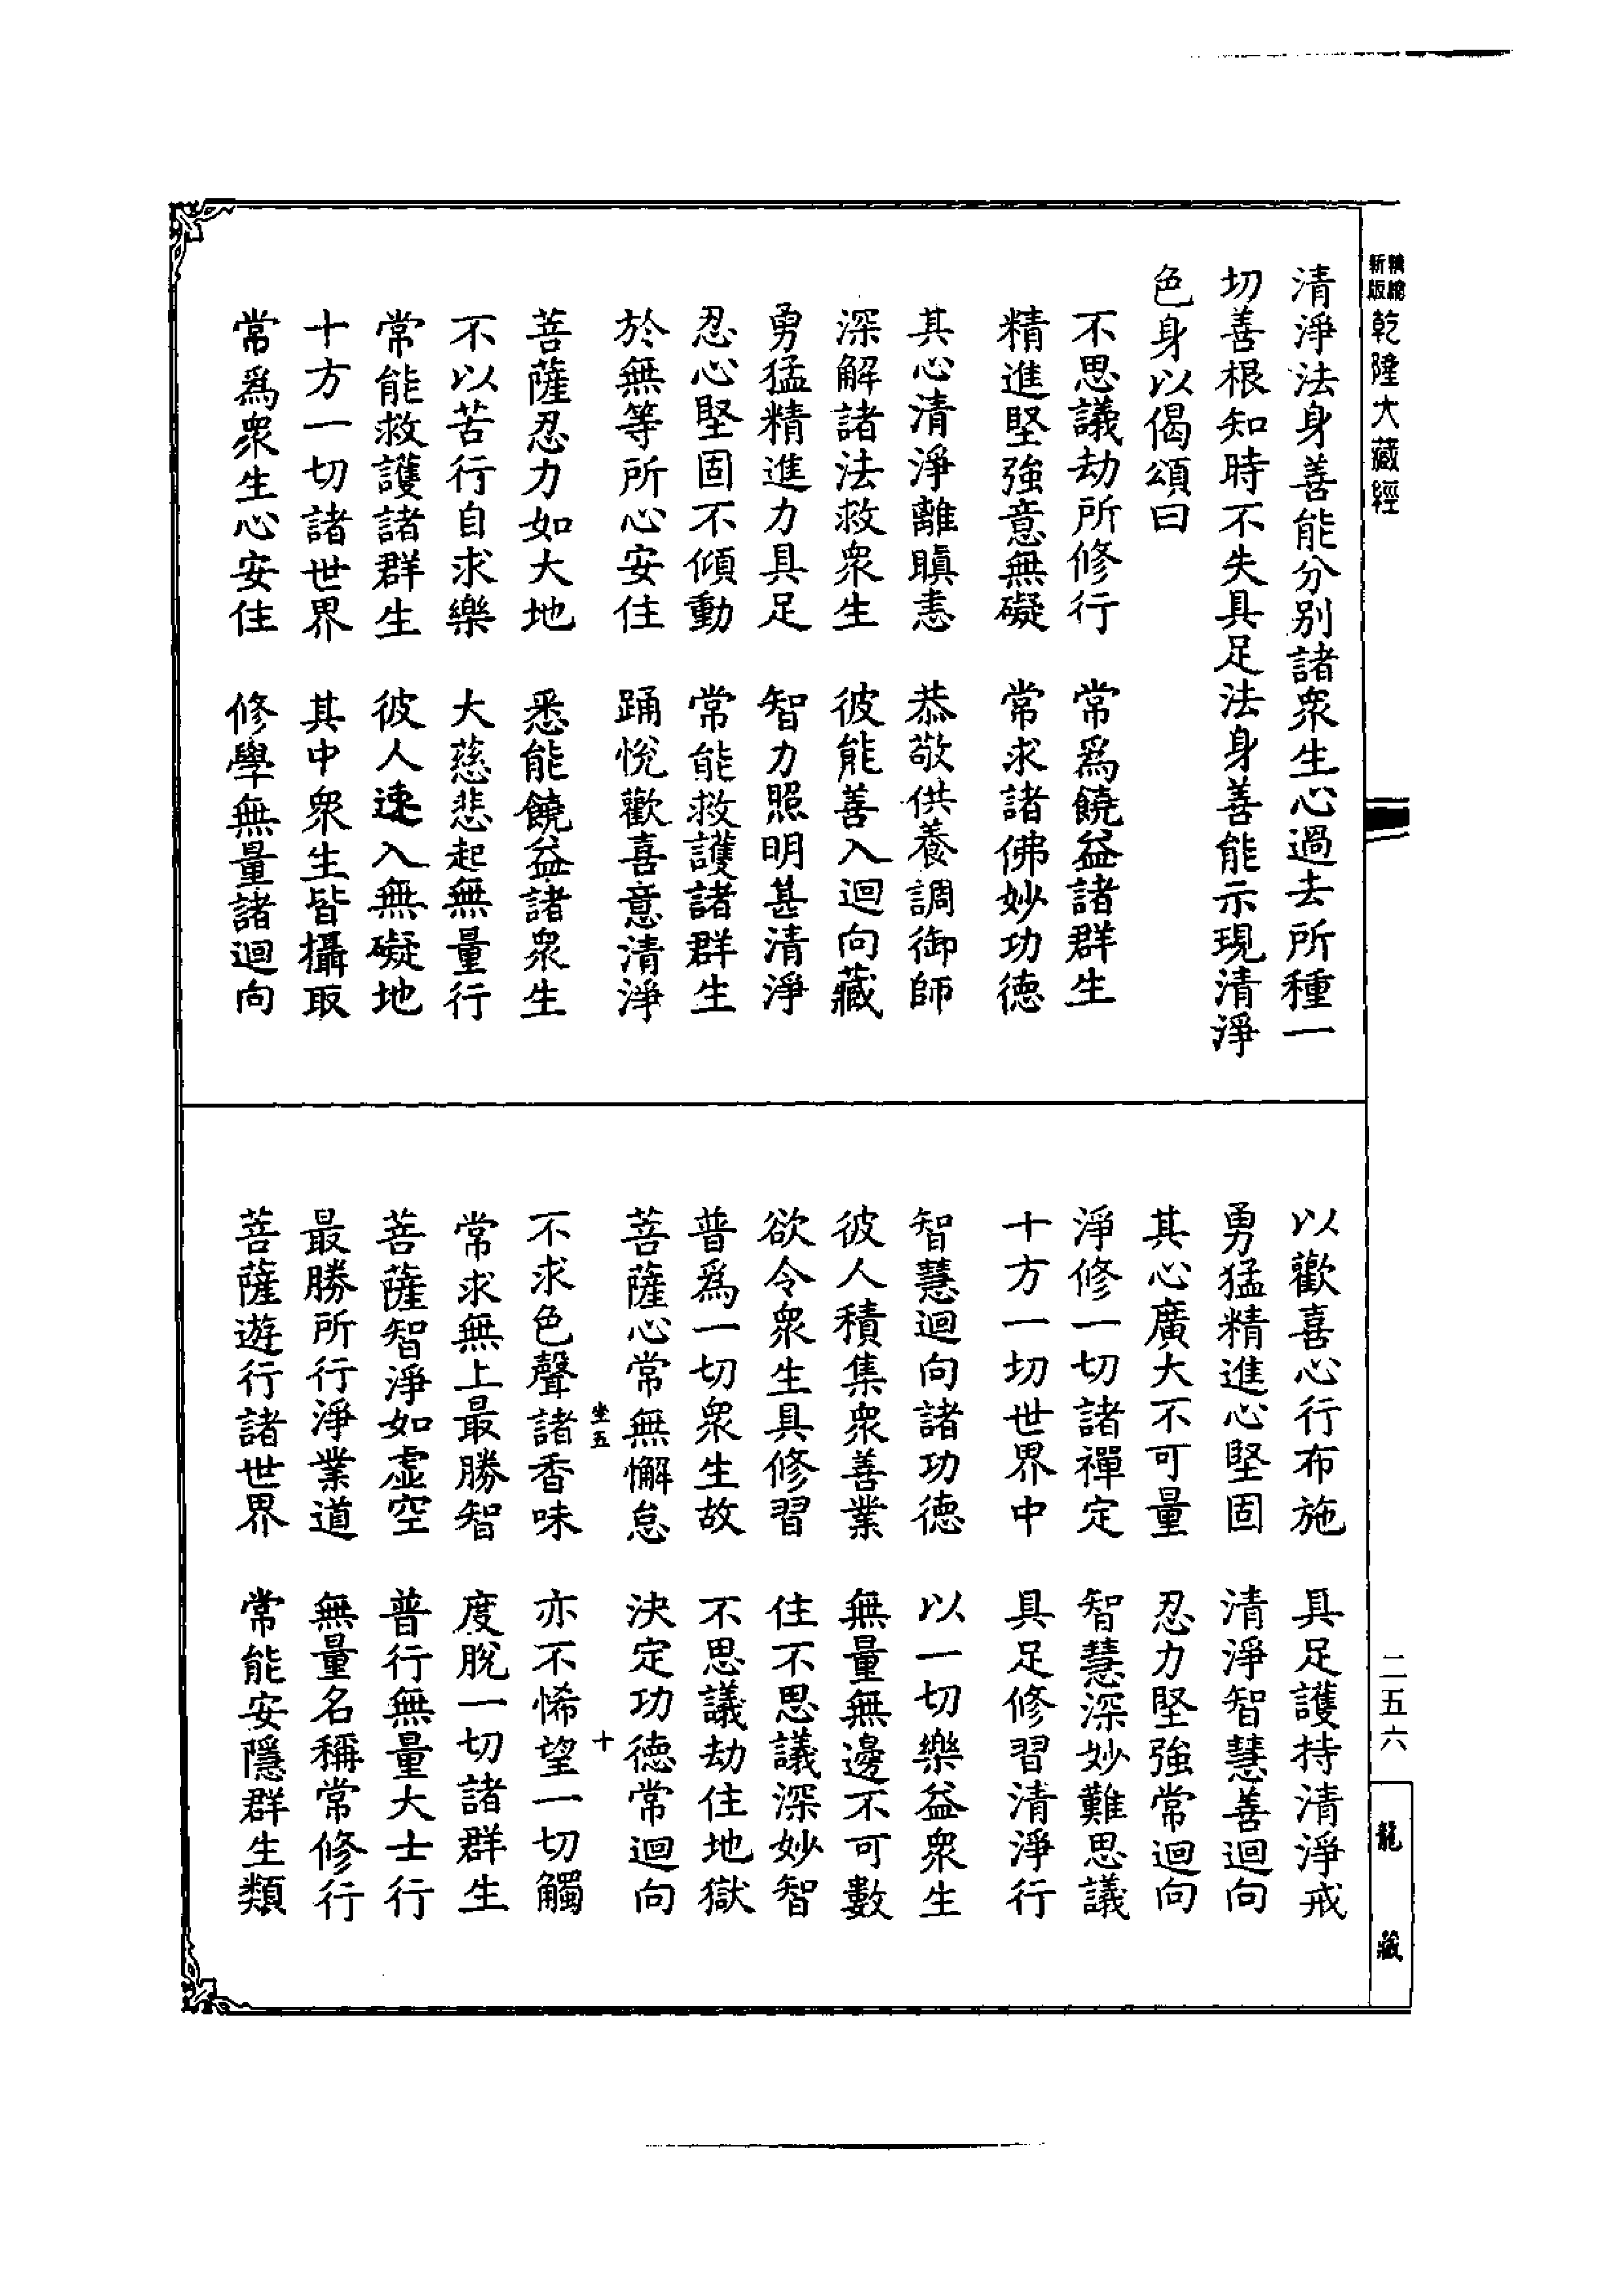 精縮
新版
乾隆大藏經
清淨法身善能分別諸衆生心過去所種一
切善根知時不失具足法身善能示現清淨
色身以偈頌曰
不思議劫所修行　常爲饒益諸群生
精進堅強意無礙　常求諸佛妙功德
其心清淨離瞋恚　恭敬供養調御師
深解諸法救衆生　彼能善入迴向藏
勇猛精進力具足　智力照明甚清淨
忍心堅固不傾動　常能救護諸群生
於無等所心安住　踊悅歡喜意清淨
菩薩忍力如大地　悉能饒益諸衆生
不以苦行自求樂　大慈悲起無量行
常能救護諸群生　彼人速入無礙地
十方一切諸世界　其中衆生皆攝取
常爲衆生心安住　修學無量諸迴向
二五六
龍藏
以歡喜心行布施　具足護持清淨戒
勇猛精進心堅固　清淨智慧善迴向
其心廣大不可量　忍力堅強常迴向
淨修一切諸禪定　智慧深妙難思議
十方一切世界中　具足修習清淨行
智慧迴向諸功德　以一切樂益衆生
彼人積集衆善業　無量無邊不可數
欲令衆生具修習　住不思議深妙智
普爲一切衆生故　不思議劫住地獄
菩薩心常無懈怠　決定功德常迴向
坐五　十
不求色聲諸香味　亦不悕望一切觸
常求無上最勝智　度脫一切諸群生
菩薩智淨如虛空　普行無量大士行
最勝所行淨業道　無量名稱常修行
菩薩遊行諸世界　常能安隱群生類